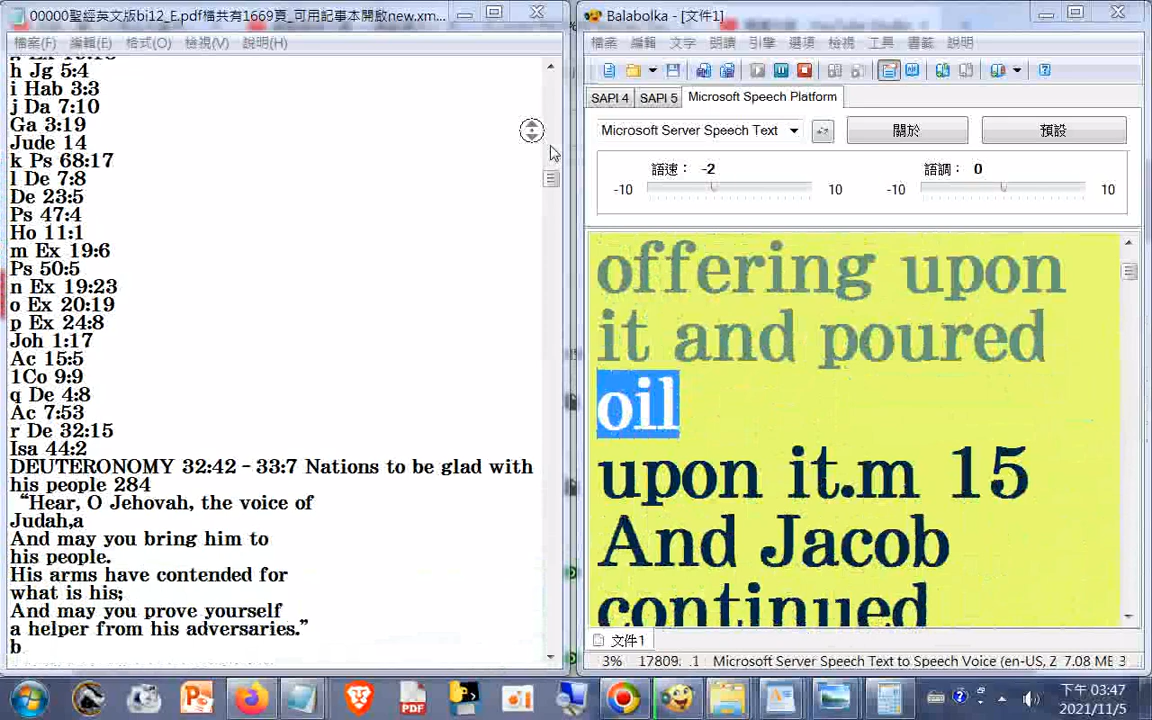 00000聖經英文版bi12_E.pdf檔共有1669頁_可用記事本開啟new.xm...
檔案(F) 編輯(E) 格式(O) 檢視(V) 說明(H)
h Jg 5:4
i Hab 3:3
j Da 7:10
Ga 3:19
Jude 14
k Ps 68:17
l De 7:8
De 23:5
Ps 47:4
Ho 11:1
m Ex 19:6
Ps 50:5
n Ex 19:23
o Ex 20:19
p Ex 24:8
Joh 1:17
Ac 15:5
1Co 9:9
q De 4:8
Ac 7:53
r De 32:15
Isa 44:2
DEUTERONOMY 32:42 – 33:7 Nations to be glad with
his people 284
“Hear, O Jehovah, the voice of
Judah,a
And may you bring him to
his people.
His arms have contended for
what is his;
And may you prove yourself
a helper from his adversaries.”
b
Balabolka - [文件1]
檔案 編輯 文字 朗讀 引擎 選項 檢視 工具 書籤 說明
SAPI 4 SAPI 5 Microsoft Speech Platform
Microsoft Server Speech Text 關於 預設
語速： -2 語調： 0
-10 10 -10 10
offering upon
it and poured
oil
upon it.m 15
And Jacob
continued
文件1
3% 17809. .1 Microsoft Server Speech Text to Speech Voice (en-US, Z 7.08 ME 3
PDF
下午 03:47
2021/11/5